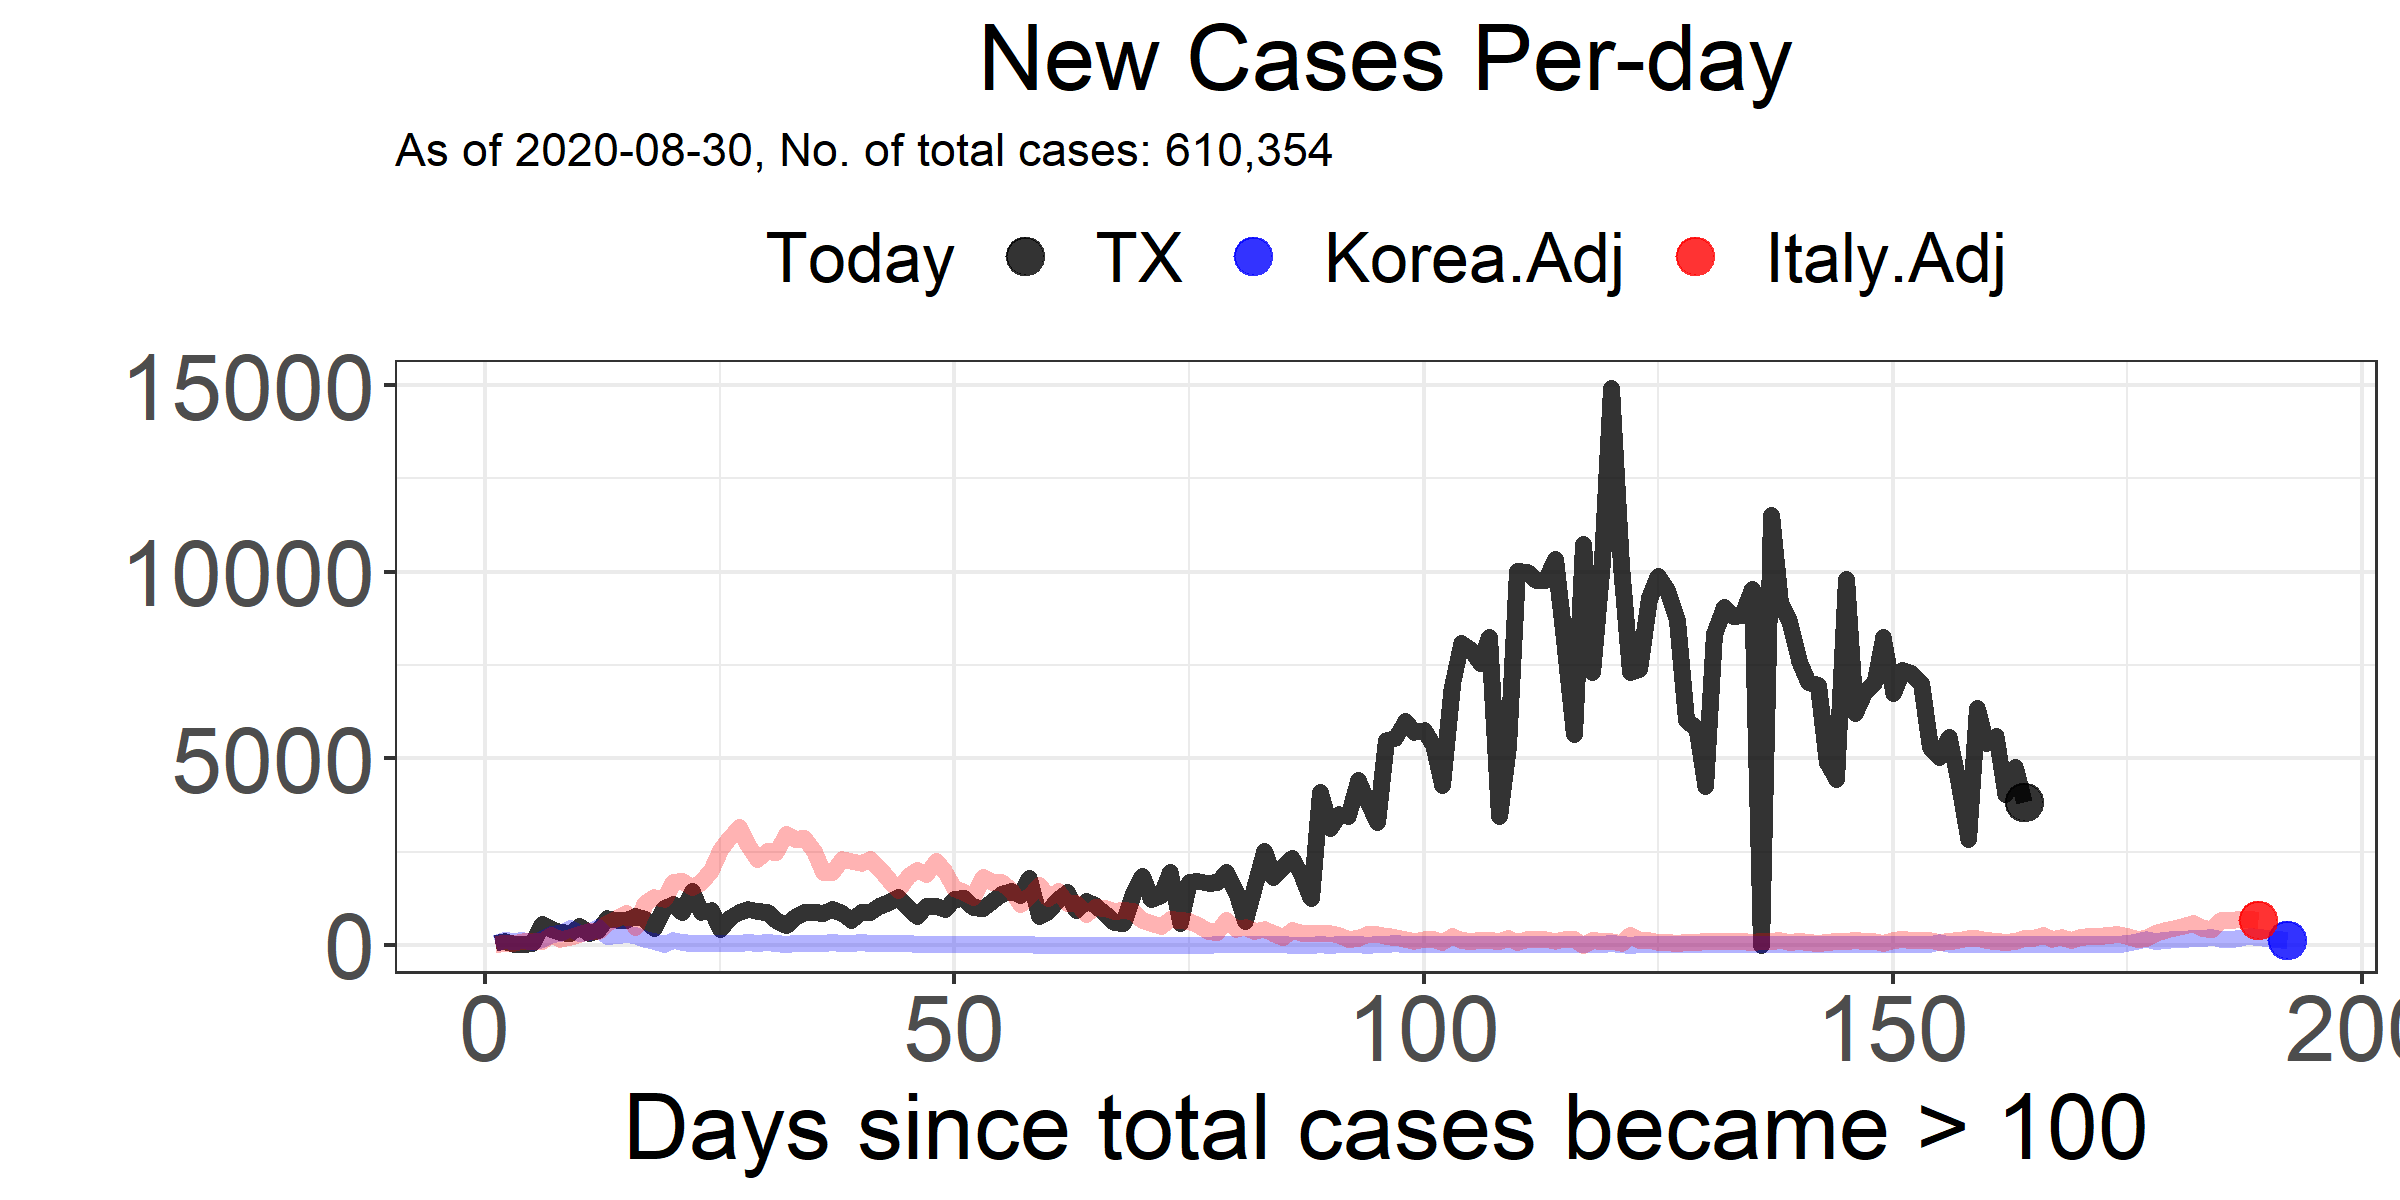 New Cases Per-day
As of 2020-08-30, No. of total cases: 610,354
Today TX Korea.Adj Italy.Adj
15000
10000
5000
0
0 50 100 150 200
Days since total cases became > 100